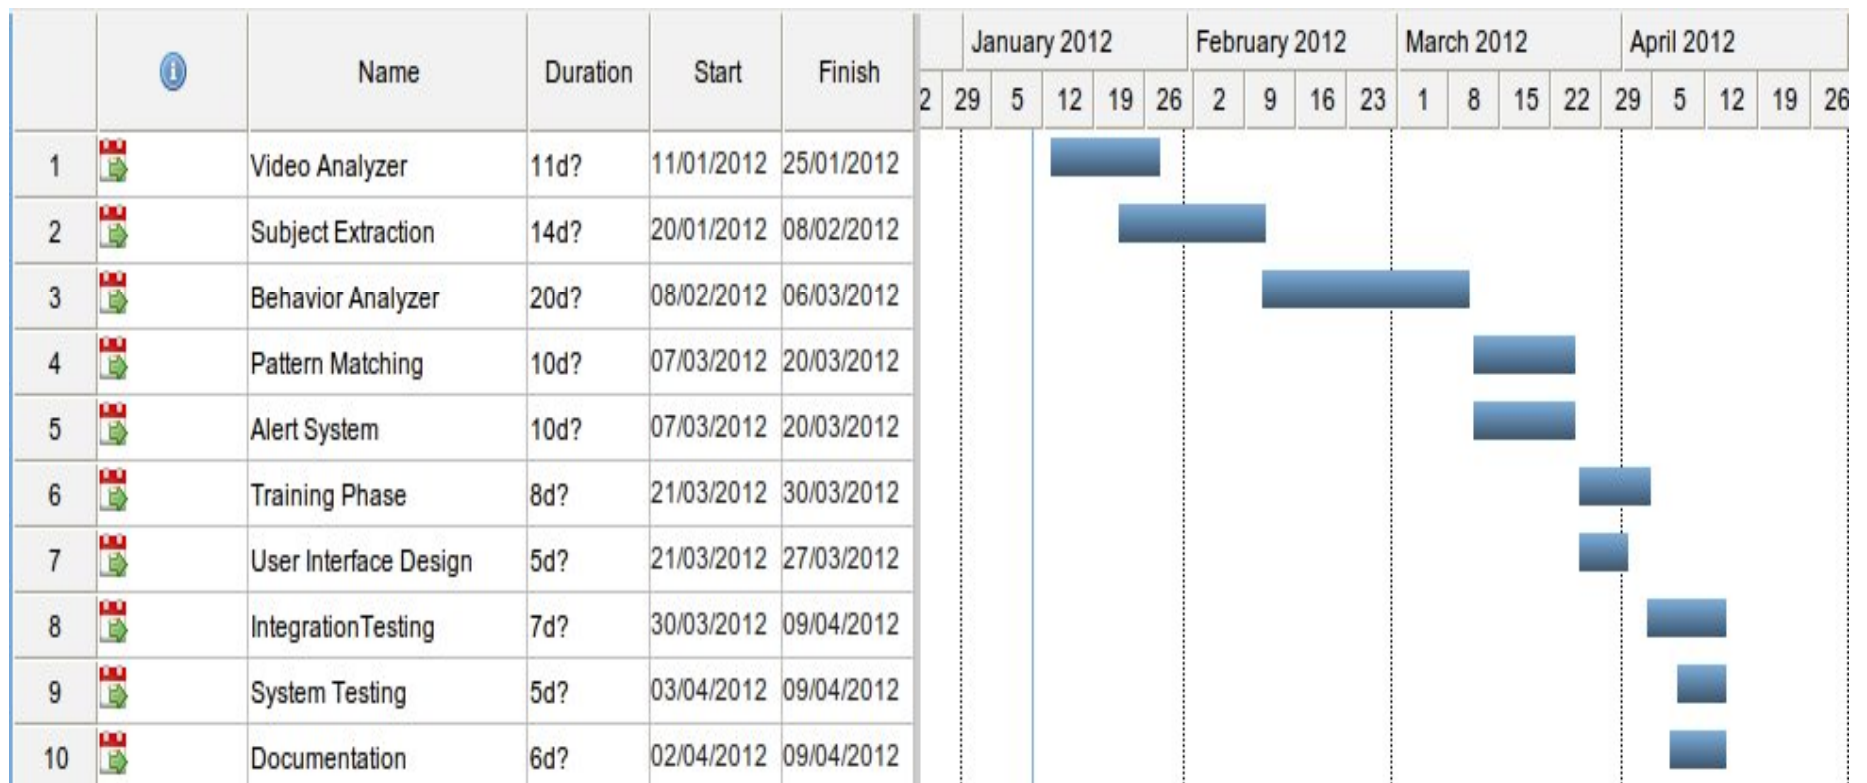 January 2012 February 2012 March 2012 April 2012
Name Duration Start Finish
2 29 5 12 19 26 2 9 16 23 1 8 15 22 29 5 12 19 26
1 Video Analyzer 11d? 11/01/2012 25/01/2012
2 Subject Extraction 14d? 20/01/2012 08/02/2012
3 Behavior Analyzer 20d? 08/02/2012 06/03/2012
4 Pattern Matching 10d? 07/03/2012 20/03/2012
5 Alert System 10d? 07/03/2012 20/03/2012
6 Training Phase 8d? 21/03/2012 30/03/2012
7 User Interface Design 5d? 21/03/2012 27/03/2012
8 IntegrationTesting 7d? 30/03/2012 09/04/2012
9 System Testing 5d? 03/04/2012 09/04/2012
10 Documentation 6d? 02/04/2012 09/04/2012